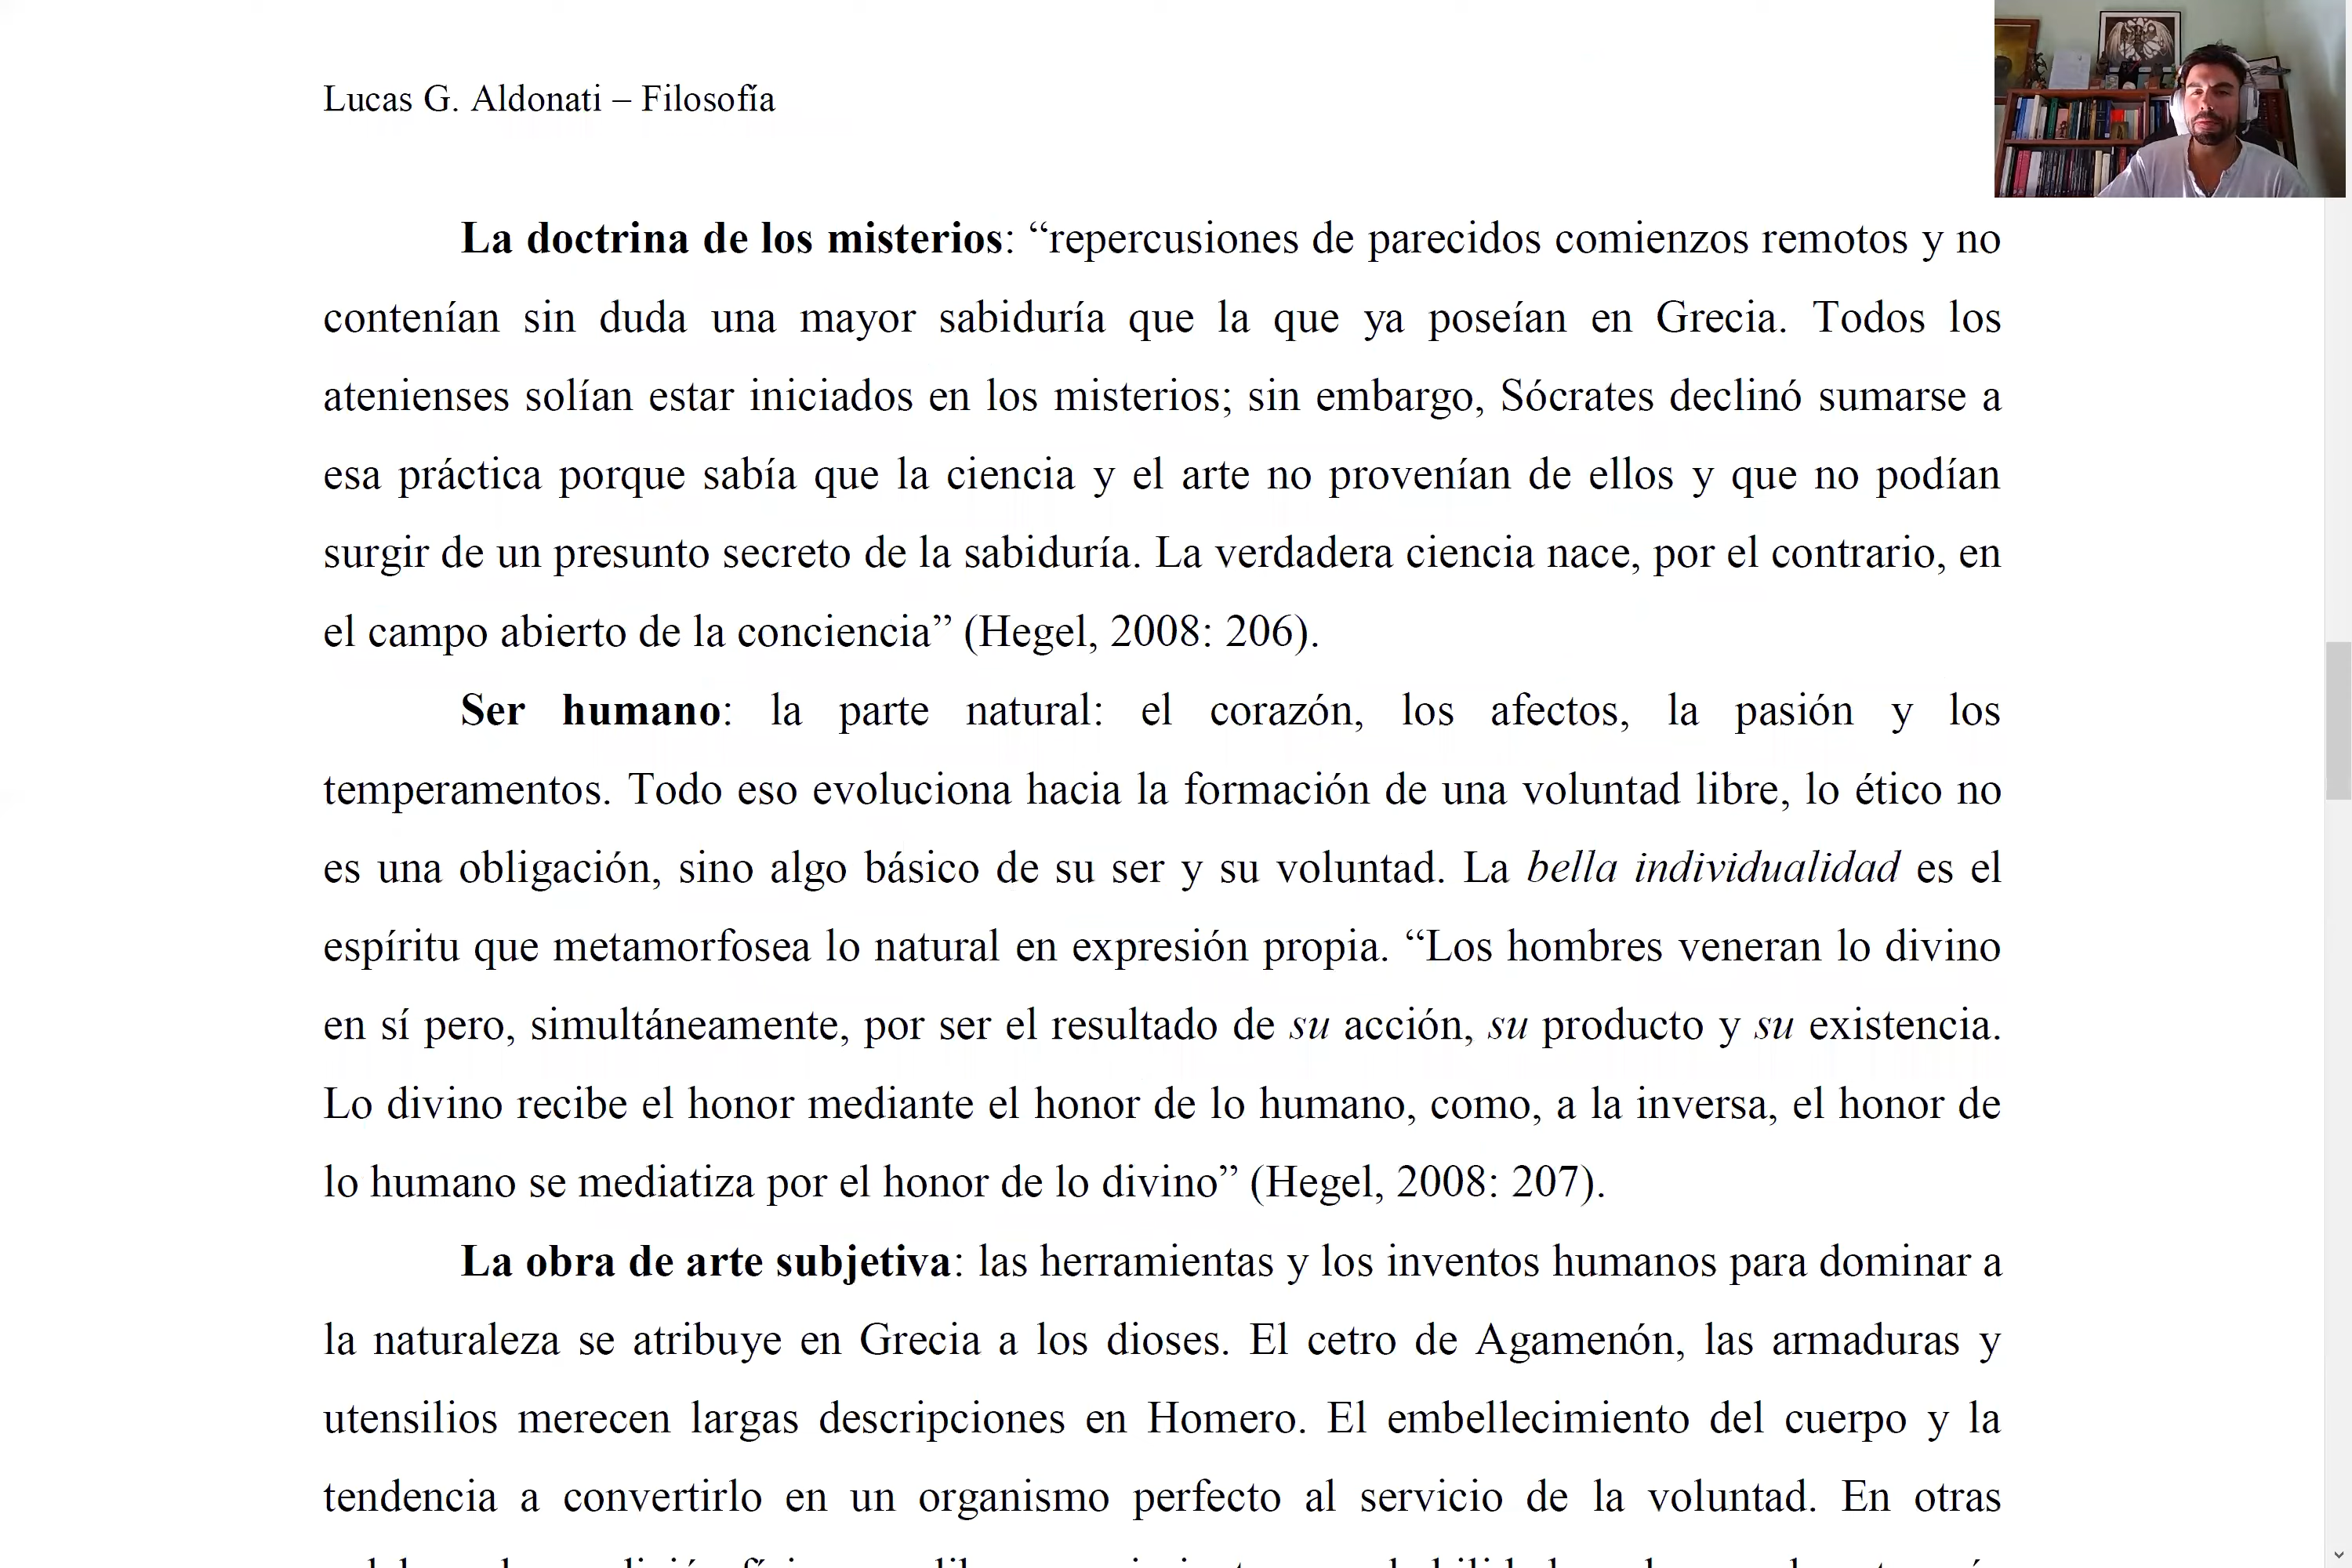 Lucas G. Aldonati – Filosofía
La doctrina de los misterios: “repercusiones de parecidos comienzos remotos y no
contenían sin duda una mayor sabiduría que la que ya poseían en Grecia. Todos los
atenienses solían estar iniciados en los misterios; sin embargo, Sócrates declinó sumarse a
esa práctica porque sabía que la ciencia y el arte no provenían de ellos y que no podían
surgir de un presunto secreto de la sabiduría. La verdadera ciencia nace, por el contrario, en
el campo abierto de la conciencia” (Hegel, 2008: 206).
Ser humano: la parte natural: el corazón, los afectos, la pasión y los
temperamentos. Todo eso evoluciona hacia la formación de una voluntad libre, lo ético no
es una obligación, sino algo básico de su ser y su voluntad. La bella individualidad es el
espíritu que metamorfosea lo natural en expresión propia. “Los hombres veneran lo divino
en sí pero, simultáneamente, por ser el resultado de su acción, su producto y su existencia.
Lo divino recibe el honor mediante el honor de lo humano, como, a la inversa, el honor de
lo humano se mediatiza por el honor de lo divino” (Hegel, 2008: 207).
La obra de arte subjetiva: las herramientas y los inventos humanos para dominar a
la naturaleza se atribuye en Grecia a los dioses. El cetro de Agamenón, las armaduras y
utensilios merecen largas descripciones en Homero. El embellecimiento del cuerpo y la
tendencia a convertirlo en un organismo perfecto al servicio de la voluntad. En otras